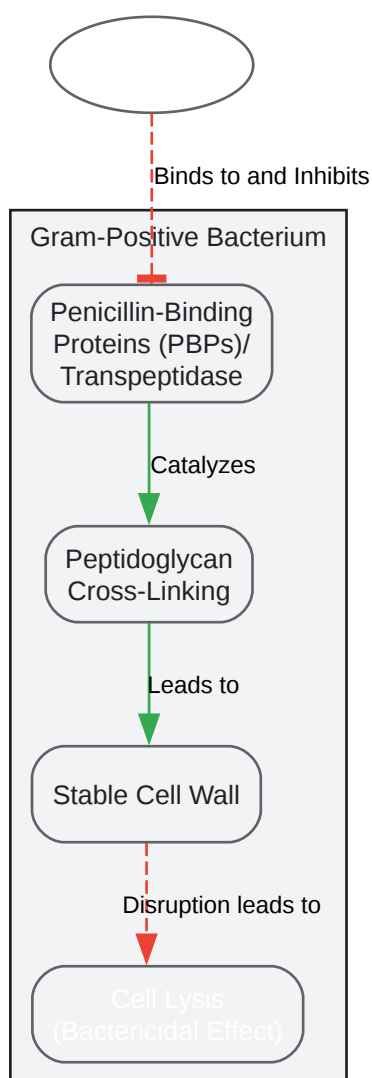 Binds to and Inhibits
Gram-Positive Bacterium
Penicillin-Binding
Proteins (PBPs)/
Transpeptidase
Catalyzes
Peptidoglycan
Cross-Linking
Leads to
Stable Cell Wall
Disruption leads to
Cell Lysis
(Bactericidal Effect)